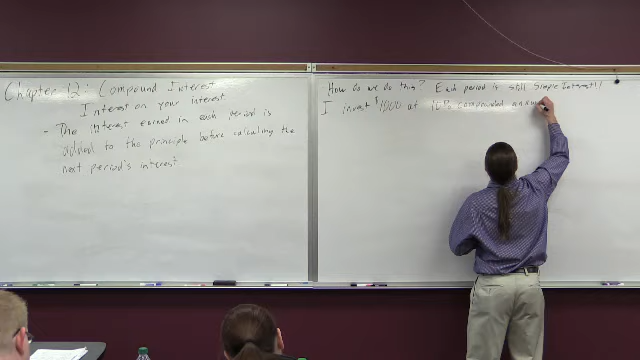 Chapter 12: Compound Interest
Interest on your interest
- The interest earned in each period is
added to the principle before calculating the
next period's interest
How do we do this? Each period is still Simple Interest!!
I invest $1000 at 10% compounded annu